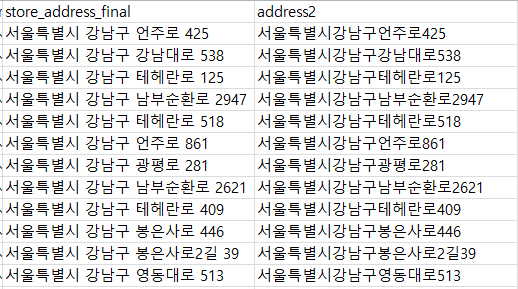 store_address_final address2
서울특별시 강남구 언주로 425 서울특별시강남구언주로425
서울특별시 강남구 강남대로 538 서울특별시강남구강남대로538
서울특별시 강남구 테헤란로 125 서울특별시강남구테헤란로125
서울특별시 강남구 남부순환로 2947 서울특별시강남구남부순환로2947
서울특별시 강남구 테헤란로 518 서울특별시강남구테헤란로518
서울특별시 강남구 언주로 861 서울특별시강남구언주로861
서울특별시 강남구 광평로 281 서울특별시강남구광평로281
서울특별시 강남구 남부순환로 2621 서울특별시강남구남부순환로2621
서울특별시 강남구 테헤란로 409 서울특별시강남구테헤란로409
서울특별시 강남구 봉은사로 446 서울특별시강남구봉은사로446
서울특별시 강남구 봉은사로2길 39 서울특별시강남구봉은사로2길39
서울특별시 강남구 영동대로 513 서울특별시강남구영동대로513